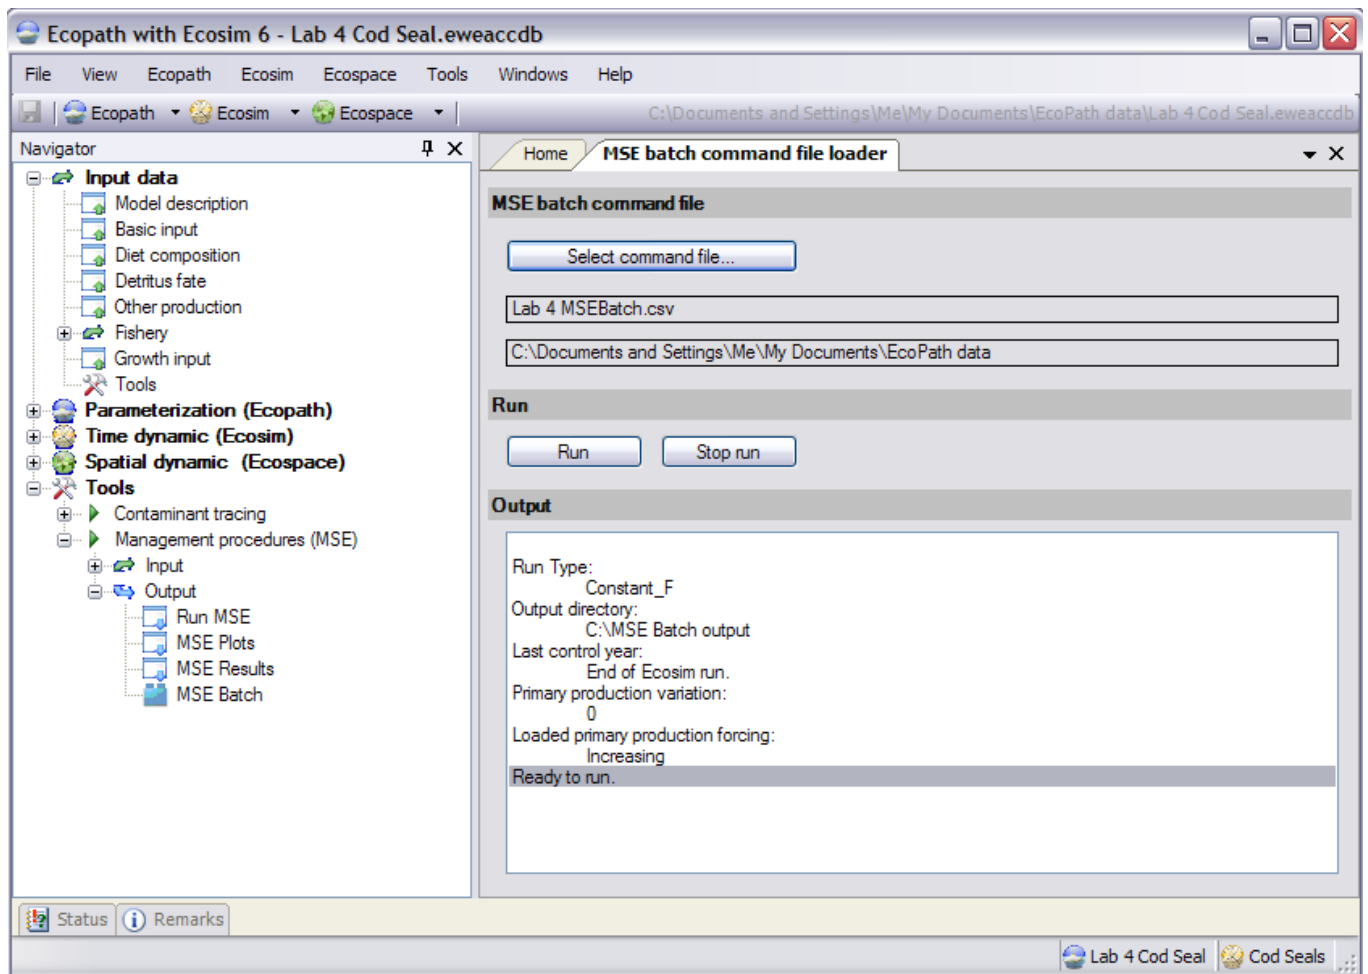 Ecopath with Ecosim 6 - Lab 4 Cod Seal.eweaccdb
File View Ecopath Ecosim Ecospace Tools Windows Help
Ecopath Ecosim Ecospace C:\Documents and Settings\Me\My Documents\EcoPath data\Lab 4 Cod Seal.eweaccdb
Navigator
Input data
Model description
Basic input
Diet composition
Detritus fate
Other production
Fishery
Growth input
Tools
Parameterization (Ecopath)
Time dynamic (Ecosim)
Spatial dynamic (Ecospace)
Tools
Contaminant tracing
Management procedures (MSE)
Input
Output
Run MSE
MSE Plots
MSE Results
MSE Batch
Home MSE batch command file loader
MSE batch command file
Select command file...
Lab 4 MSEBatch.csv
C:\Documents and Settings\Me\My Documents\EcoPath data
Run
Run Stop run
Output
Run Type:
Constant_F
Output directory:
C:\MSE Batch output
Last control year:
End of Ecosim run.
Primary production variation:
0
Loaded primary production forcing:
Increasing
Ready to run.
Status Remarks
Lab 4 Cod Seal Cod Seals